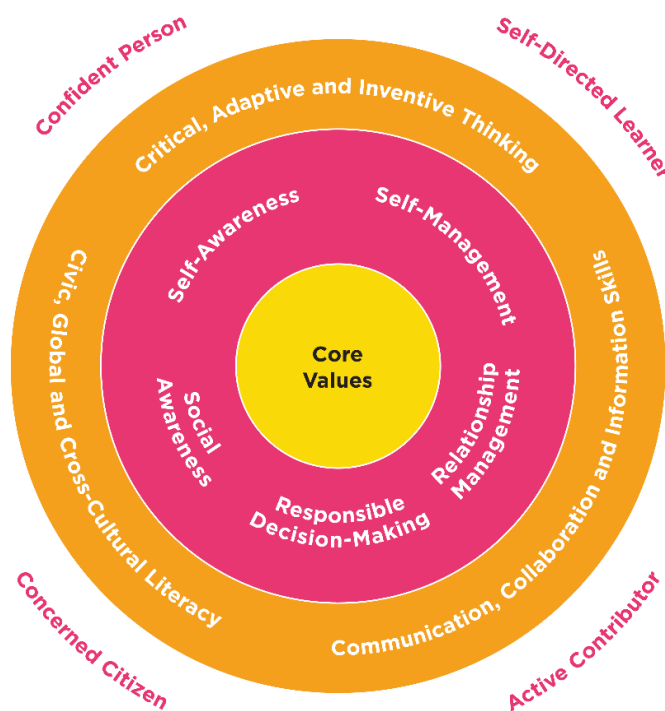 Confident Person
Self-Directed Learner
Critical, Adaptive and Inventive Thinking
Self-Awareness
Self-Management
Civic, Global and Cross-Cultural Literacy
Communication, Collaboration and Information Skills
Core
Values
Social
Awareness
Relationship
Management
Responsible
Decision-Making
Concerned Citizen
Active Contributor